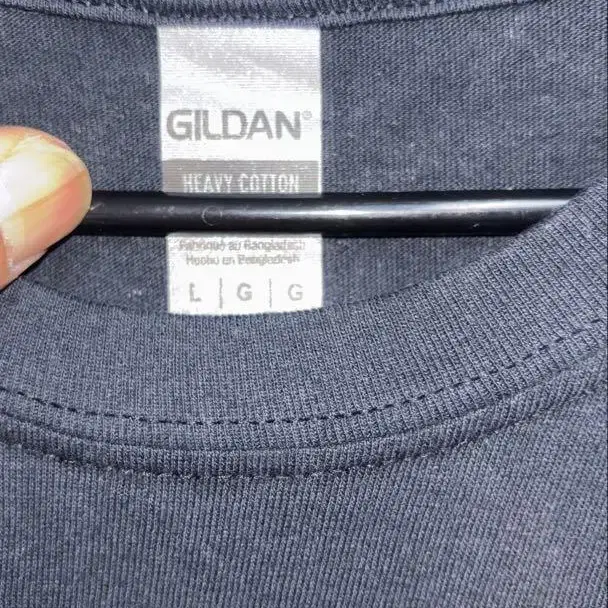 GILDAN®
HEAVY COTTON
Fabriqué au Bangladesh
Hecho en Bangladesh
L | G | G